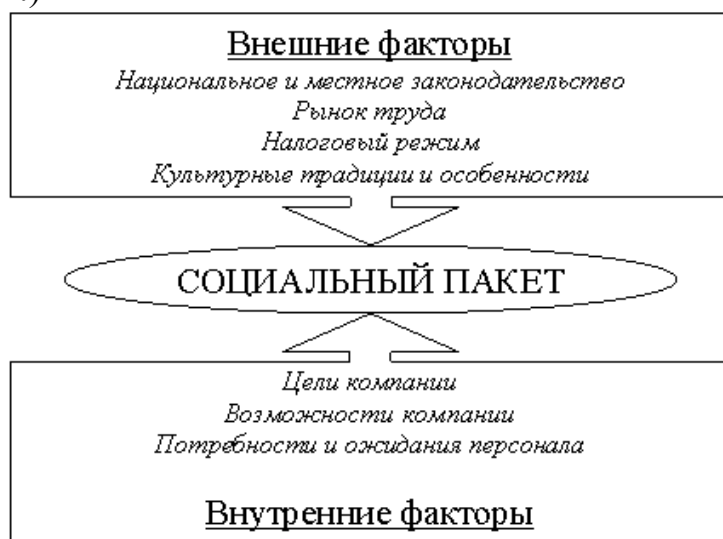 Внешние факторы
Национальное и местное законодательство
Рынок труда
Налоговый режим
Культурные традиции и особенности
СОЦИАЛЬНЫЙ ПАКЕТ
Цели компании
Возможности компании
Потребности и ожидания персонала
Внутренние факторы